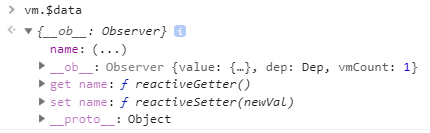 > vm.$data
<· ▼ {__ob__: Observer} i
name: (...)
▶ __ob__: Observer {value: {…}, dep: Dep, vmCount: 1}
▶ get name: ƒ reactiveGetter()
▶ set name: ƒ reactiveSetter(newVal)
▶ __proto__: Object